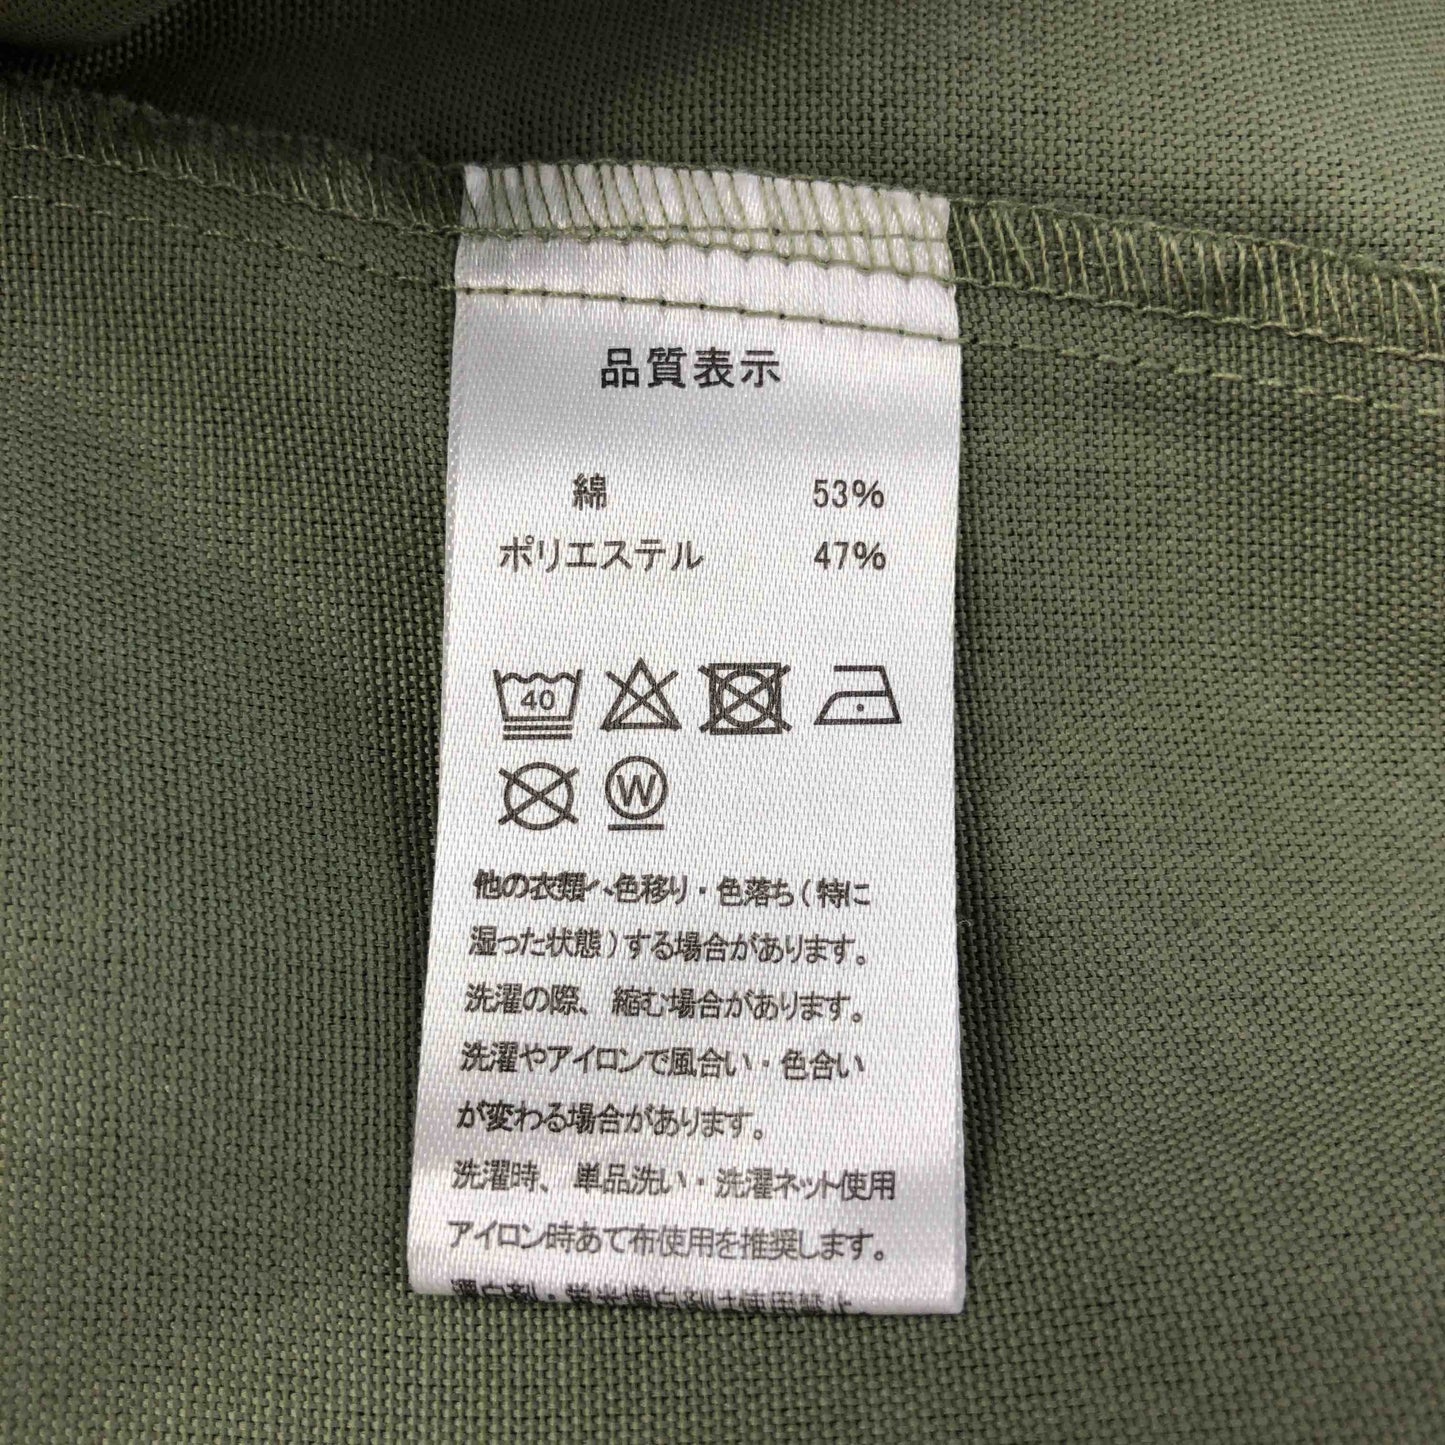 品質表示
綿 53%
ポリエステル 47%
40
W
他の衣類へ色移り・色落ち(特に
湿った状態)する場合があります。
洗濯の際、縮む場合があります。
洗濯やアイロンで風合い・色合い
が変わる場合があります。
洗濯時、単品洗い・洗濯ネット使用
アイロン時あて布使用を推奨します。